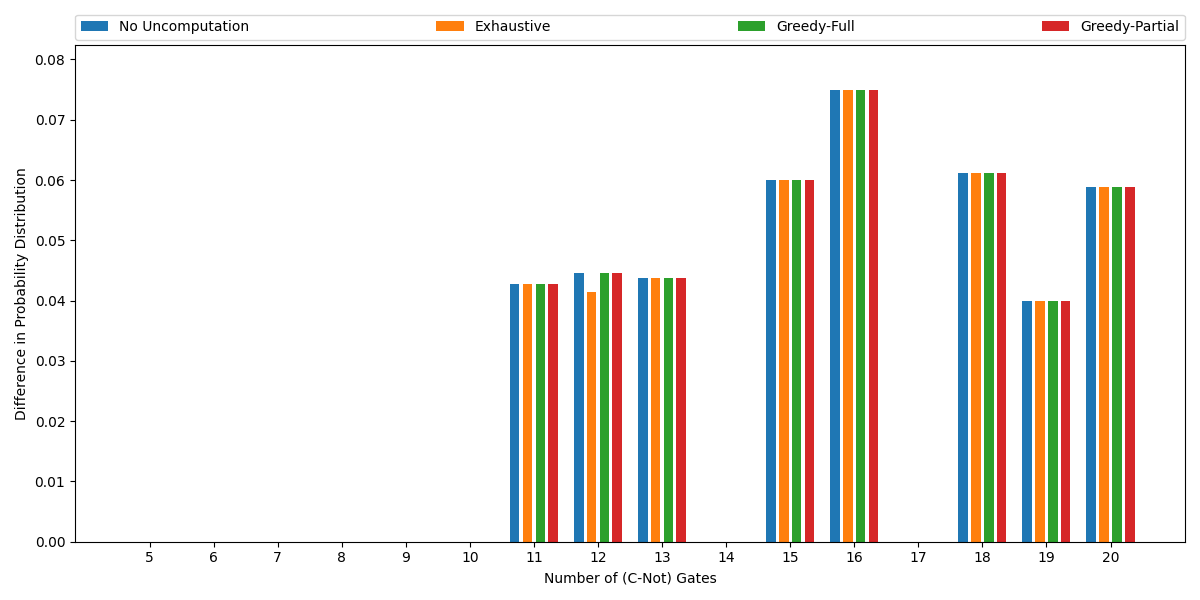 No Uncomputation Exhaustive Greedy-Full Greedy-Partial
0.08
0.07
0.06
0.05
0.04
0.03
0.02
0.01
0.00
Difference in Probability Distribution
5 6 7 8 9 10 11 12 13 14 15 16 17 18 19 20
Number of (C-Not) Gates